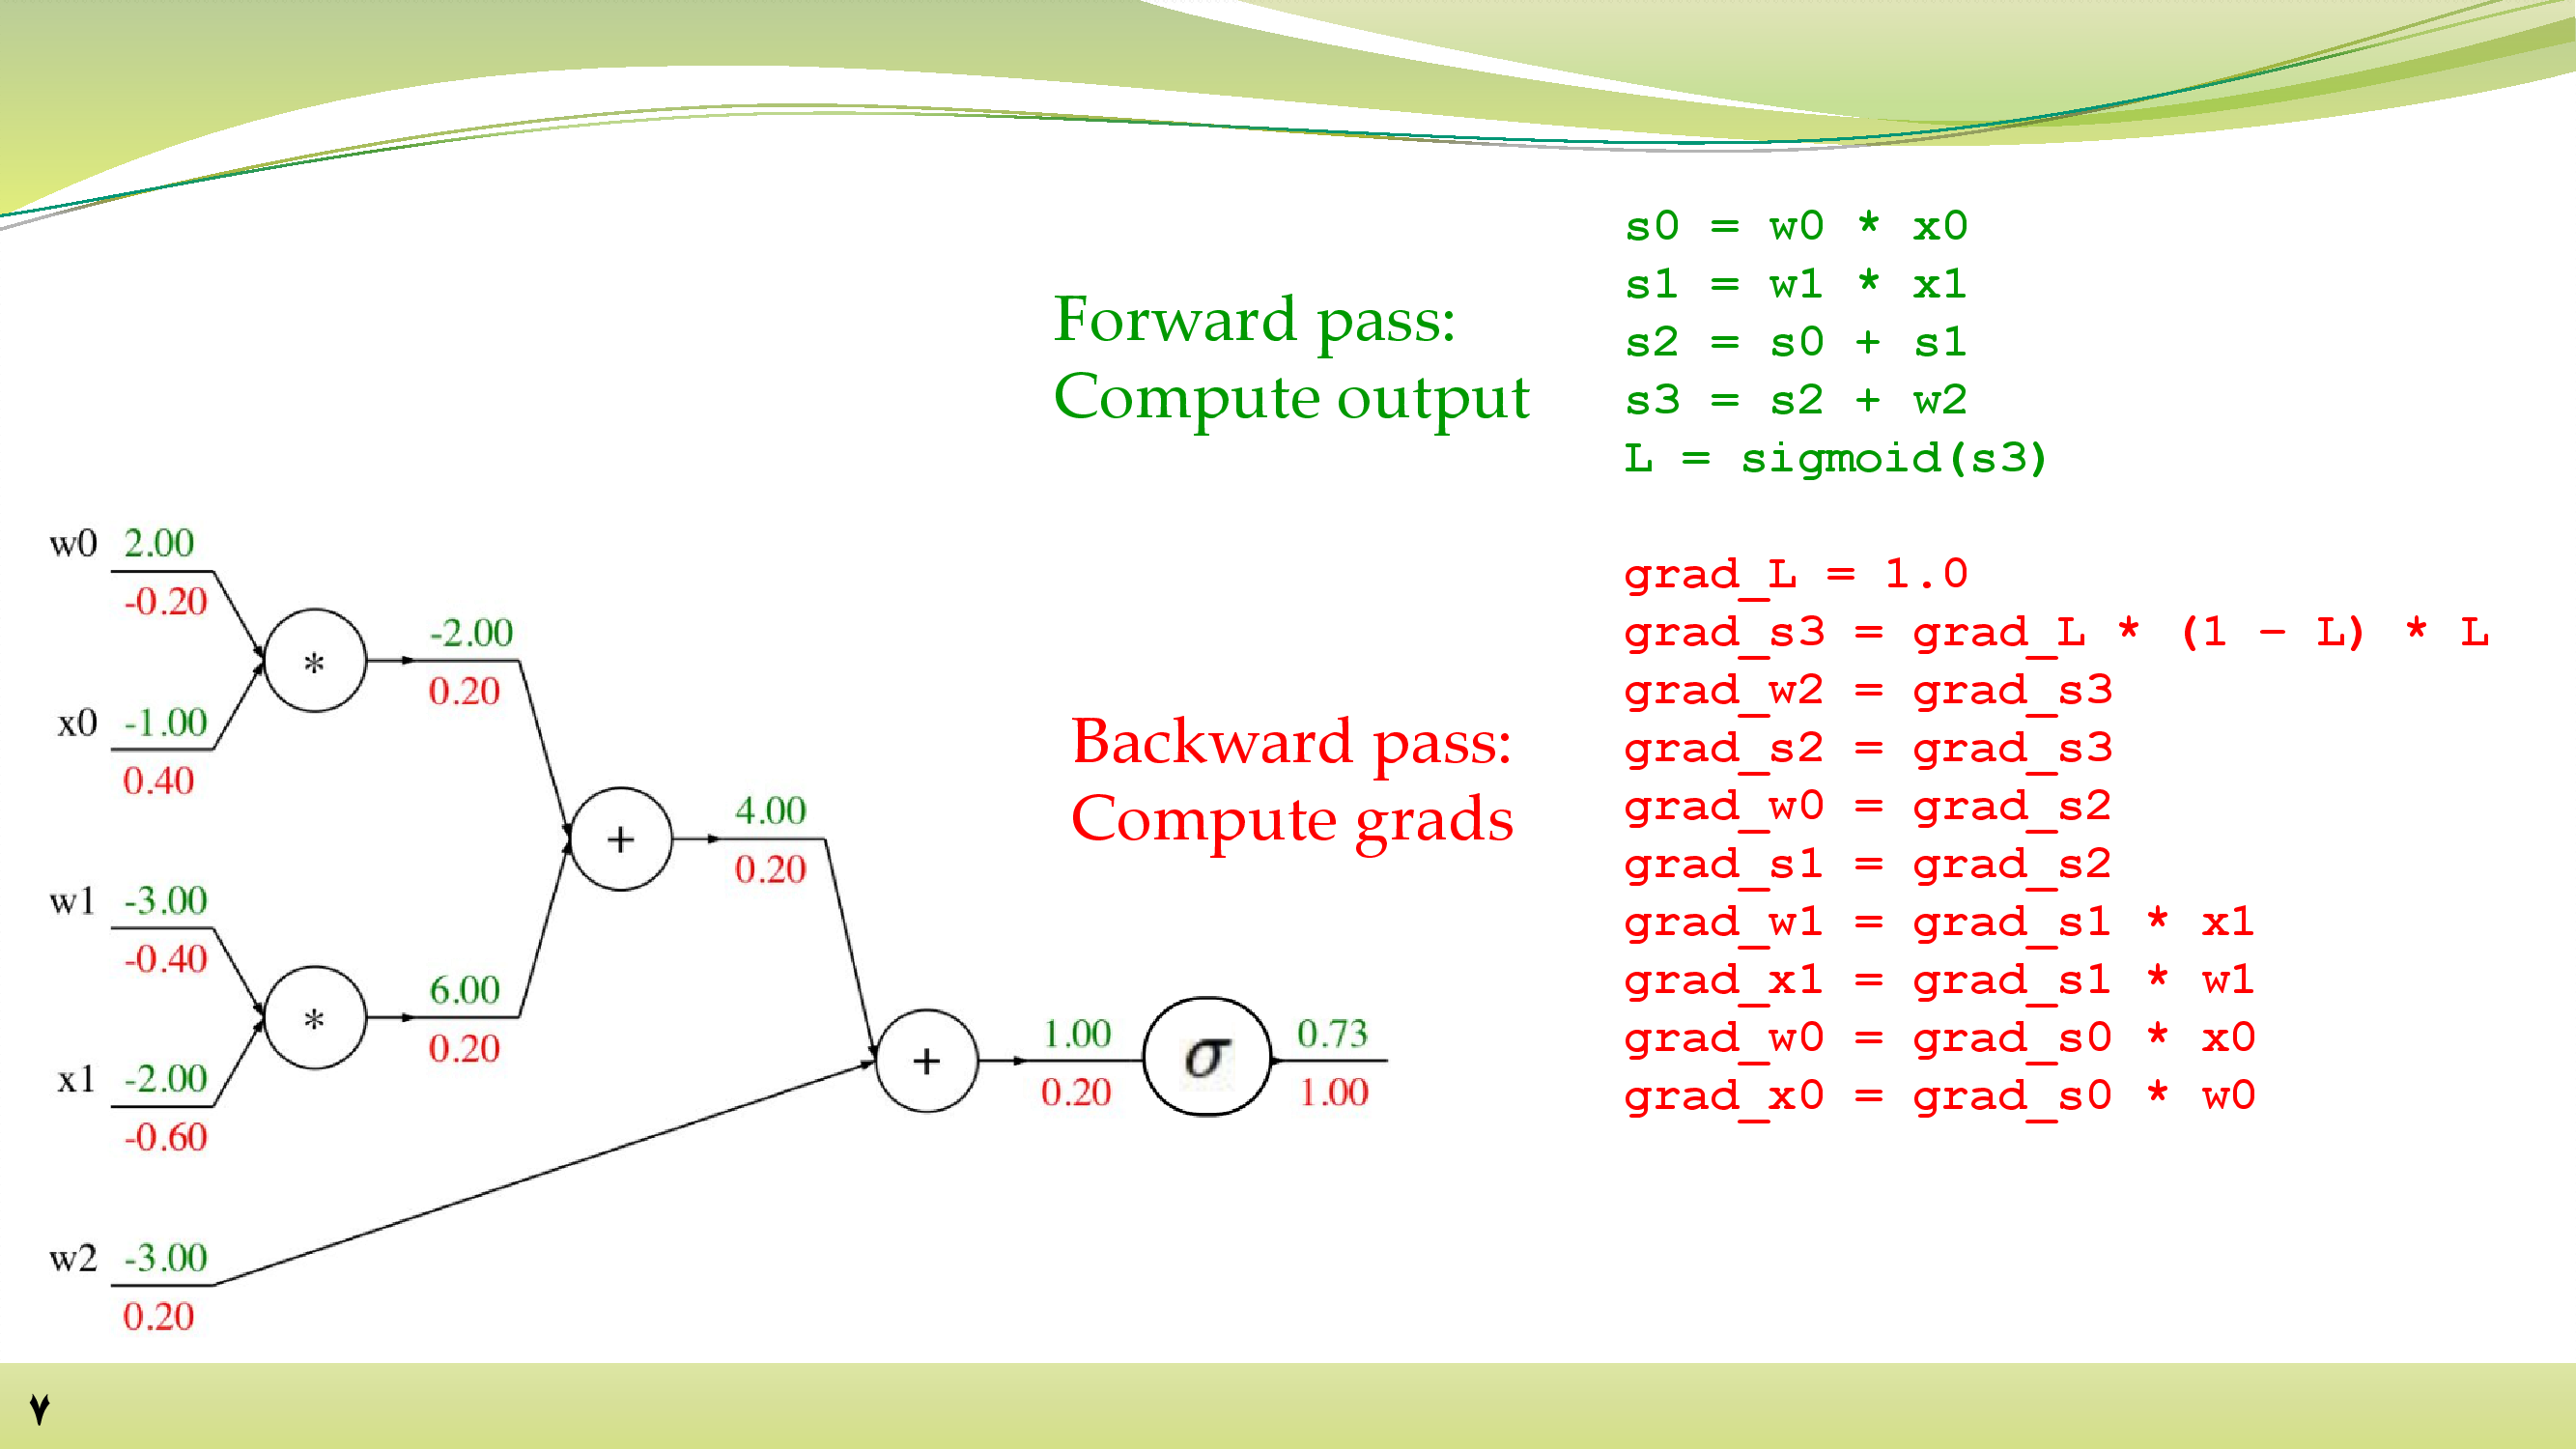 s0 = w0 * x0
s1 = w1 * x1
s2 = s0 + s1
s3 = s2 + w2
L = sigmoid(s3)
Forward pass:
Compute output
grad_L = 1.0
grad_s3 = grad_L * (1 – L) * L
grad_w2 = grad_s3
grad_s2 = grad_s3
grad_w0 = grad_s2
grad_s1 = grad_s2
grad_w1 = grad_s1 * x1
grad_x1 = grad_s1 * w1
grad_w0 = grad_s0 * x0
grad_x0 = grad_s0 * w0
Backward pass:
Compute grads
w0 2.00
-0.20
*
-2.00
0.20
x0 -1.00
0.40
+
4.00
0.20
w1 -3.00
-0.40
*
6.00
0.20
x1 -2.00
-0.60
+
1.00
0.20
σ
0.73
1.00
w2 -3.00
0.20
۷